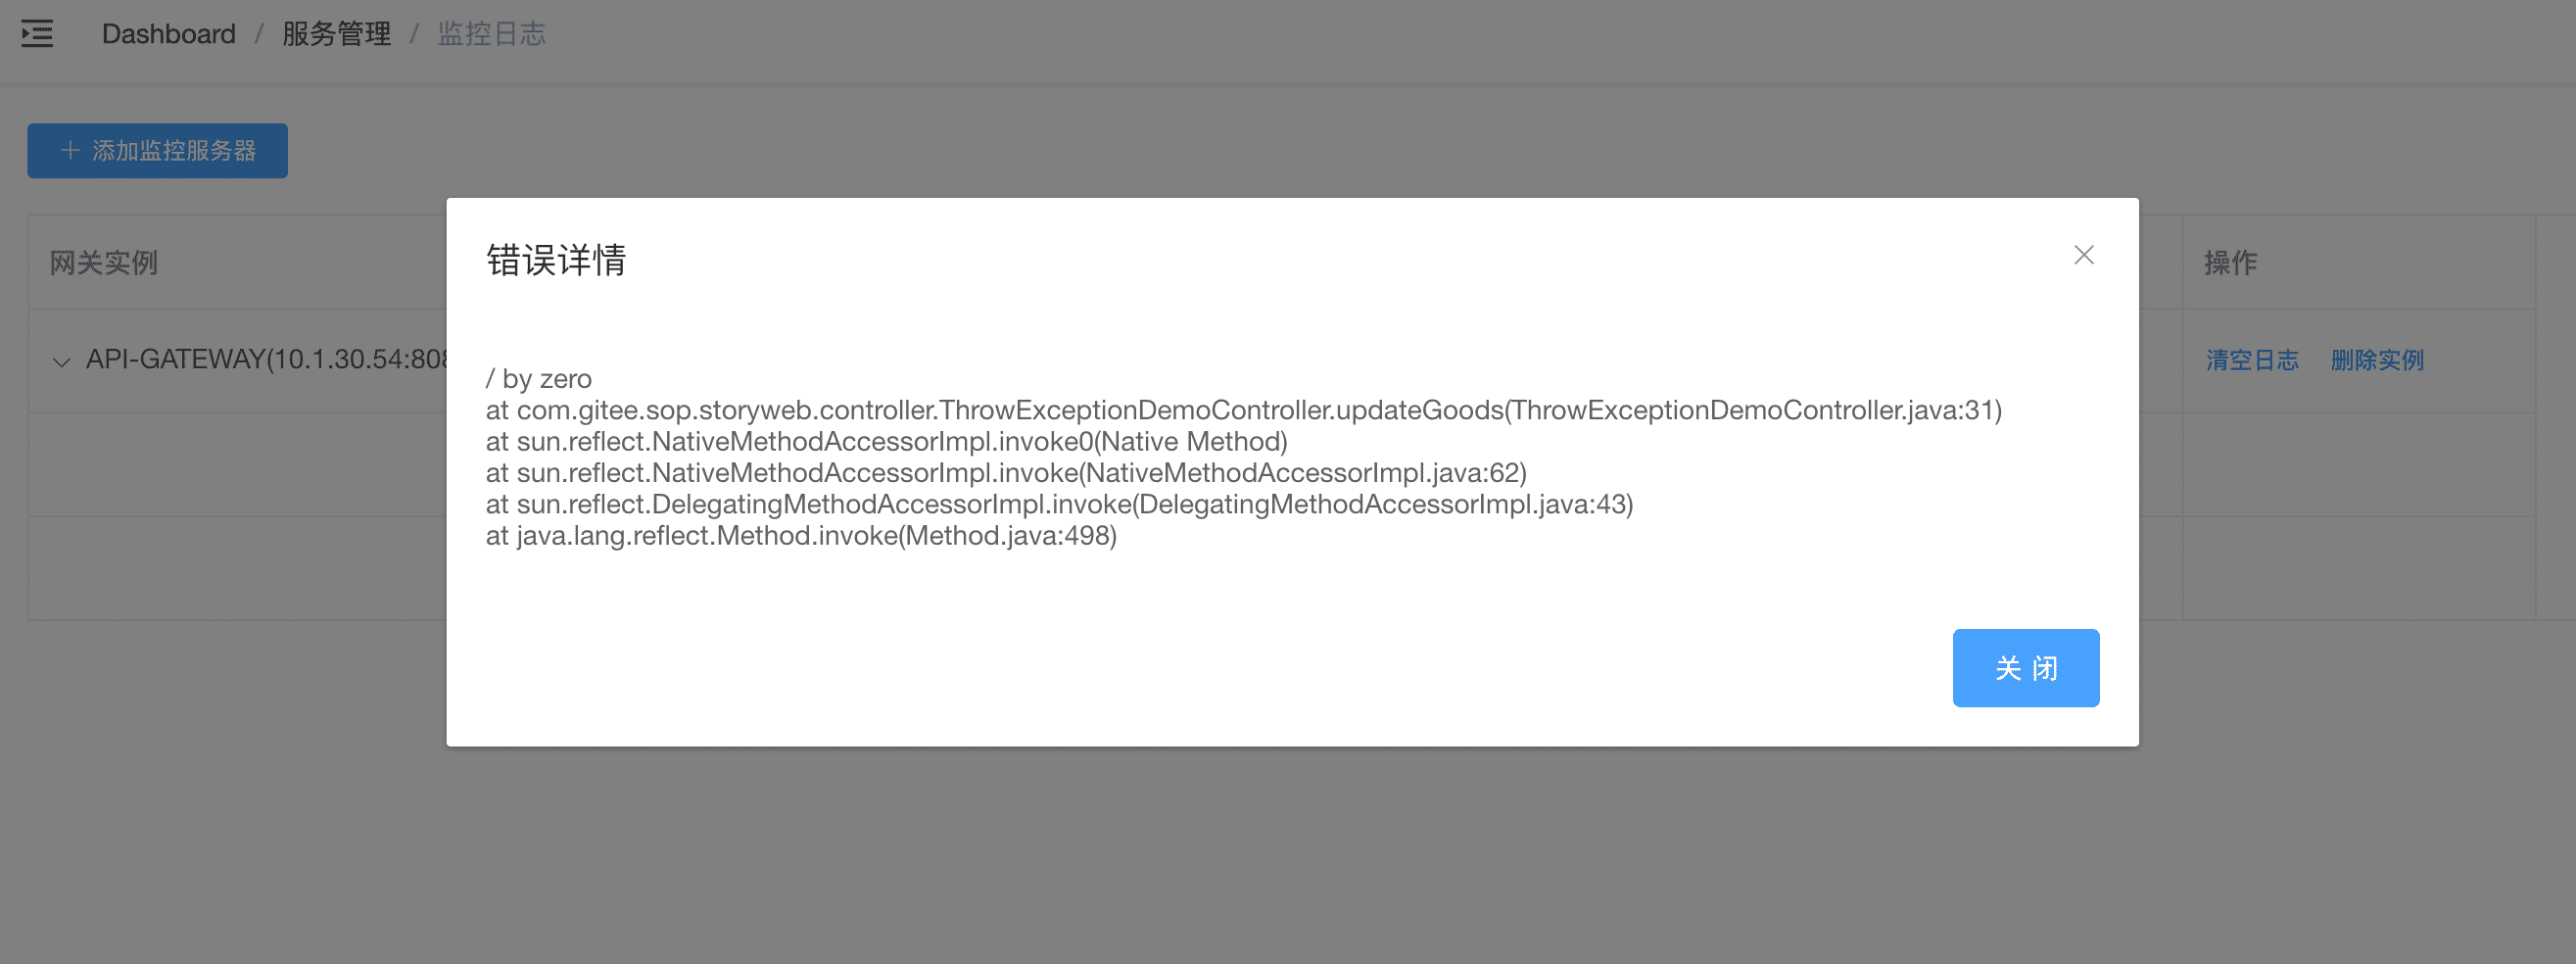 Dashboard / 服务管理 / 监控日志
+ 添加监控服务器
错误详情
网关实例
操作
API-GATEWAY(10.1.30.54:808
清空日志 删除实例
/ by zero
at com.gitee.sop.storyweb.controller.ThrowExceptionDemoController.updateGoods(ThrowExceptionDemoController.java:31)
at sun.reflect.NativeMethodAccessorImpl.invoke0(Native Method)
at sun.reflect.NativeMethodAccessorImpl.invoke(NativeMethodAccessorImpl.java:62)
at sun.reflect.DelegatingMethodAccessorImpl.invoke(DelegatingMethodAccessorImpl.java:43)
at java.lang.reflect.Method.invoke(Method.java:498)
关 闭